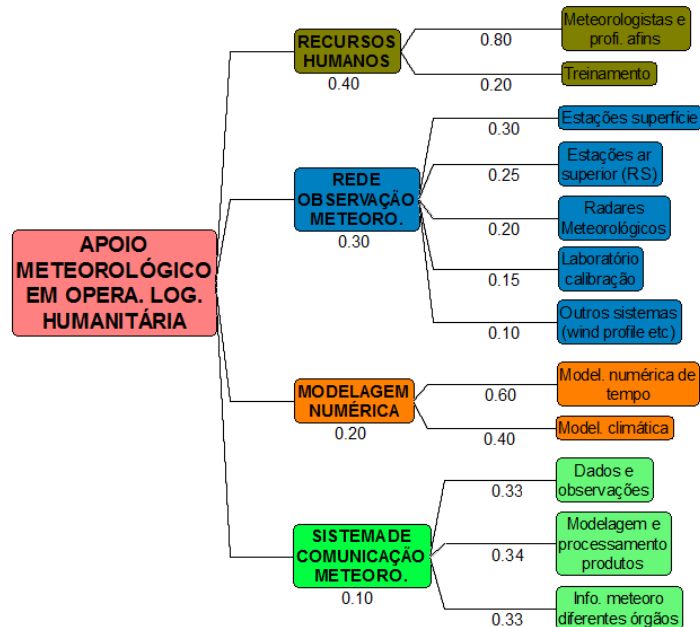 APOIO
METEOROLÓGICO
EM OPERA. LOG.
HUMANITÁRIA
RECURSOS
HUMANOS
0.40
0.80
Meteorologistas e
profi. afins
0.20
Treinamento
REDE
OBSERVAÇÃO
METEORO.
0.30
0.30
Estações superfície
0.25
Estações ar
superior (RS)
0.20
Radares
Meteorológicos
0.15
Laboratório
calibração
0.10
Outros sistemas
(wind profile etc)
MODELAGEM
NUMÉRICA
0.20
0.60
Model. numérica de
tempo
0.40
Model. climática
SISTEMA DE
COMUNICAÇÃO
METEORO.
0.10
0.33
Dados e
observações
0.34
Modelagem e
processamento
produtos
0.33
Info. meteoro
diferentes órgãos